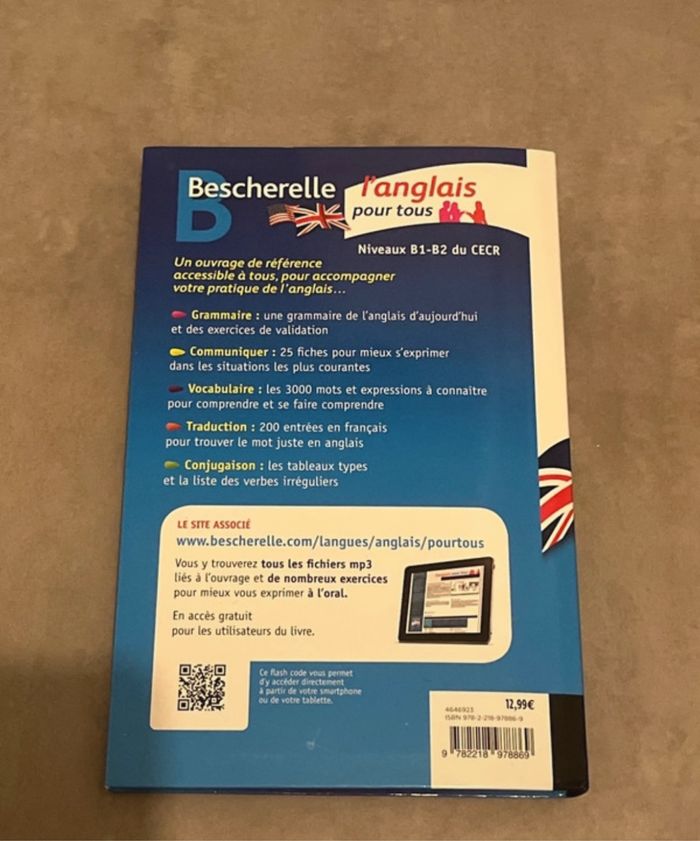 B
Bescherelle
l'anglais
pour tous
Niveaux B1-B2 du CECR
Un ouvrage de référence
accessible à tous, pour accompagner
votre pratique de l'anglais...
Grammaire : une grammaire de l'anglais d'aujourd'hui
et des exercices de validation
Communiquer : 25 fiches pour mieux s'exprimer
dans les situations les plus courantes
Vocabulaire : les 3000 mots et expressions à connaître
pour comprendre et se faire comprendre
Traduction : 200 entrées en français
pour trouver le mot juste en anglais
Conjugaison : les tableaux types
et la liste des verbes irréguliers
LE SITE ASSOCIÉ
www.bescherelle.com/langues/anglais/pourtous
Vous y trouverez tous les fichiers mp3
liés à l'ouvrage et de nombreux exercices
pour mieux vous exprimer à l'oral.
En accès gratuit
pour les utilisateurs du livre.
Ce flash code vous permet
d'y accéder directement
à partir de votre smartphone
ou de votre tablette.
4646923
12,99€
ISBN 978-2-218-97886-9
9 782218 978869